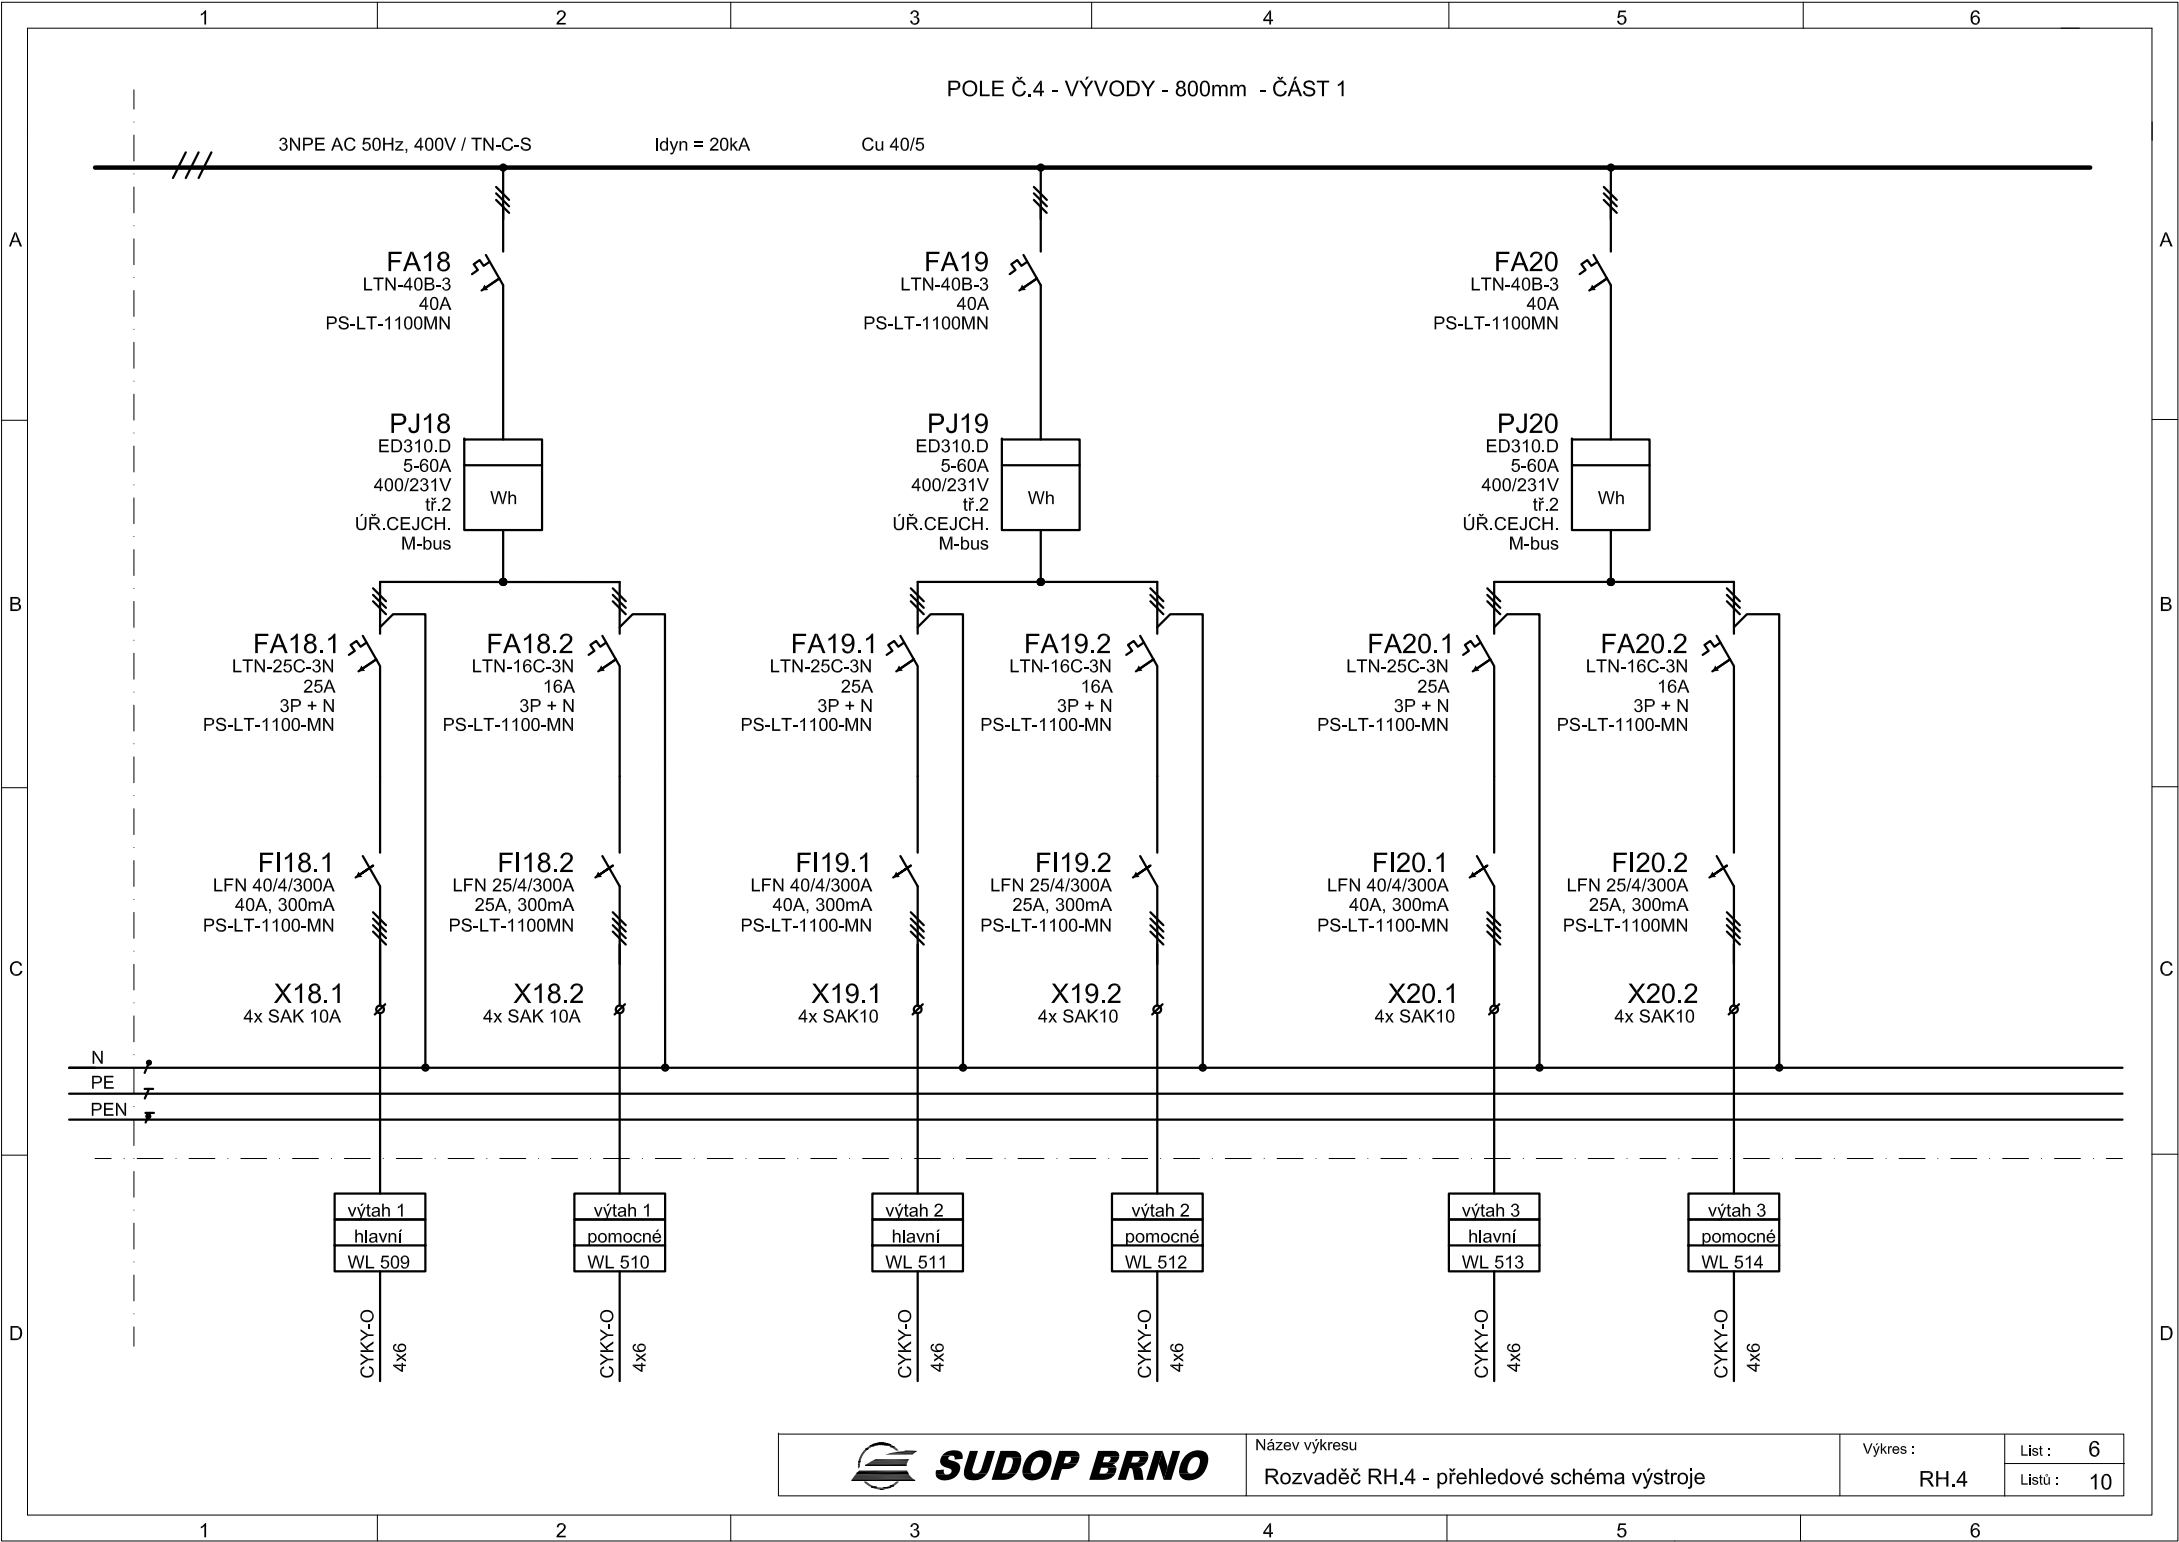 1 2 3 4 5 6
POLE Č.4 - VÝVODY - 800mm - ČÁST 1
3NPE AC 50Hz, 400V / TN-C-S Idyn = 20kA Cu 40/5
A A
FA18
LTN-40B-3
40A
PS-LT-1100MN
FA19
LTN-40B-3
40A
PS-LT-1100MN
FA20
LTN-40B-3
40A
PS-LT-1100MN
PJ18
ED310.D
5-60A
400/231V
tř.2
ÚŘ.CEJCH.
M-bus
Wh
PJ19
ED310.D
5-60A
400/231V
tř.2
ÚŘ.CEJCH.
M-bus
Wh
PJ20
ED310.D
5-60A
400/231V
tř.2
ÚŘ.CEJCH.
M-bus
Wh
B B
FA18.1
LTN-25C-3N
25A
3P + N
PS-LT-1100-MN
FA18.2
LTN-16C-3N
16A
3P + N
PS-LT-1100-MN
FA19.1
LTN-25C-3N
25A
3P + N
PS-LT-1100-MN
FA19.2
LTN-16C-3N
16A
3P + N
PS-LT-1100-MN
FA20.1
LTN-25C-3N
25A
3P + N
PS-LT-1100-MN
FA20.2
LTN-16C-3N
16A
3P + N
PS-LT-1100-MN
FI18.1
LFN 40/4/300A
40A, 300mA
PS-LT-1100-MN
FI18.2
LFN 25/4/300A
25A, 300mA
PS-LT-1100MN
FI19.1
LFN 40/4/300A
40A, 300mA
PS-LT-1100-MN
FI19.2
LFN 25/4/300A
25A, 300mA
PS-LT-1100-MN
FI20.1
LFN 40/4/300A
40A, 300mA
PS-LT-1100-MN
FI20.2
LFN 25/4/300A
25A, 300mA
PS-LT-1100MN
C C
X18.1
4x SAK 10A
X18.2
4x SAK 10A
X19.1
4x SAK10
X19.2
4x SAK10
X20.1
4x SAK10
X20.2
4x SAK10
N
PE
PEN
výtah 1
hlavní
WL 509
výtah 1
pomocné
WL 510
výtah 2
hlavní
WL 511
výtah 2
pomocné
WL 512
výtah 3
hlavní
WL 513
výtah 3
pomocné
WL 514
D D
CYKY-O
4x6
CYKY-O
4x6
CYKY-O
4x6
CYKY-O
4x6
CYKY-O
4x6
CYKY-O
4x6
SUDOP BRNO
Název výkresu
Rozvaděč RH.4 - přehledové schéma výstroje
Výkres :
RH.4
List : 6
Listů : 10
1 2 3 4 5 6